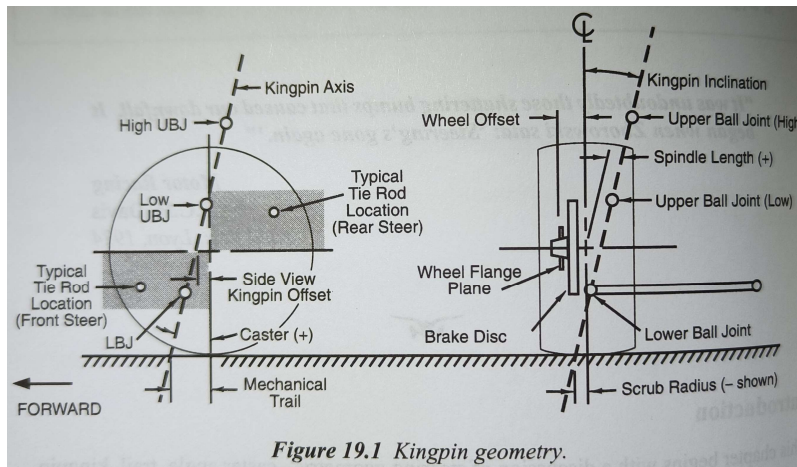 Kingpin Axis
High UBJ
Low
UBJ
Typical
Tie Rod
Location
(Rear Steer)
Typical
Tie Rod
Location
(Front Steer)
Side View
Kingpin Offset
LBJ
Caster (+)
Mechanical
Trail
FORWARD
CL
Kingpin Inclination
Wheel Offset
Upper Ball Joint (High
Spindle Length (+)
Upper Ball Joint (Low)
Wheel Flange
Plane
Brake Disc
Lower Ball Joint
Scrub Radius (– shown)
Figure 19.1 Kingpin geometry.